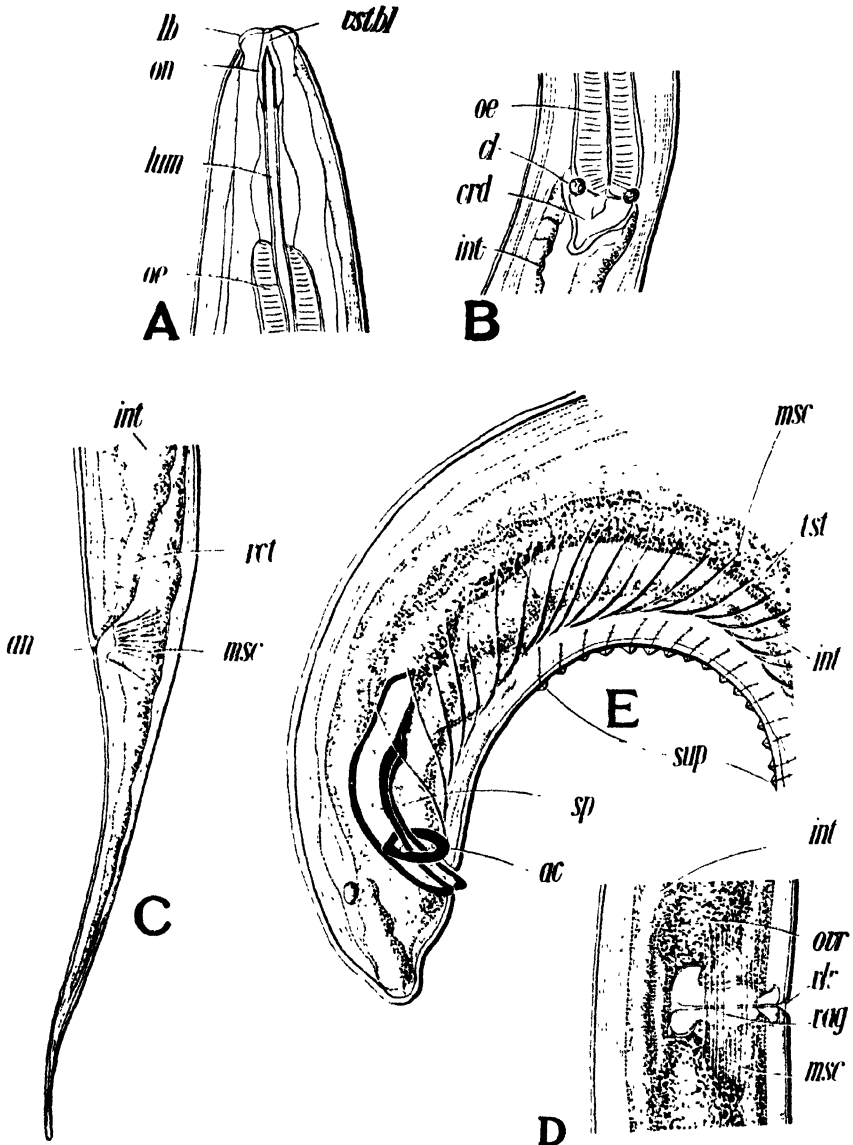 lb
vstbl
on
lum
oe
A
oe
cl
crd
int
B
int
rct
an
msc
C
msc
tst
int
E
sup
sp
ac
int
ovr
vag
msc
D